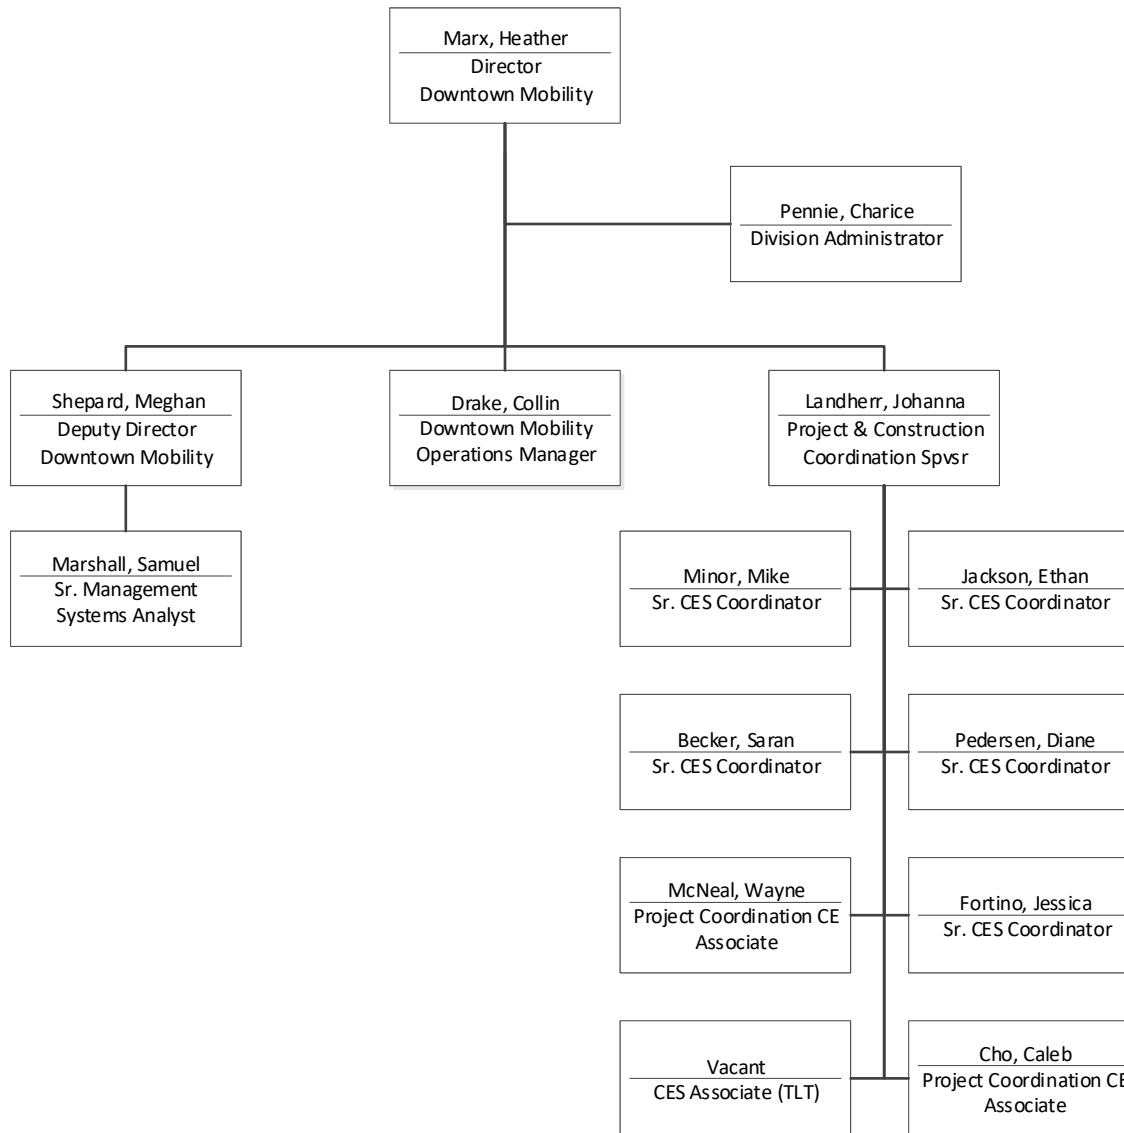 Marx, Heather
Director
Downtown Mobility
Pennie, Charice
Division Administrator
Shepard, Meghan
Deputy Director
Downtown Mobility
Drake, Collin
Downtown Mobility
Operations Manager
Landherr, Johanna
Project & Construction
Coordination Spvsr
Marshall, Samuel
Sr. Management
Systems Analyst
Minor, Mike
Sr. CES Coordinator
Jackson, Ethan
Sr. CES Coordinator
Becker, Saran
Sr. CES Coordinator
Pedersen, Diane
Sr. CES Coordinator
McNeal, Wayne
Project Coordination CE
Associate
Fortino, Jessica
Sr. CES Coordinator
Vacant
CES Associate (TLT)
Cho, Caleb
Project Coordination CE
Associate